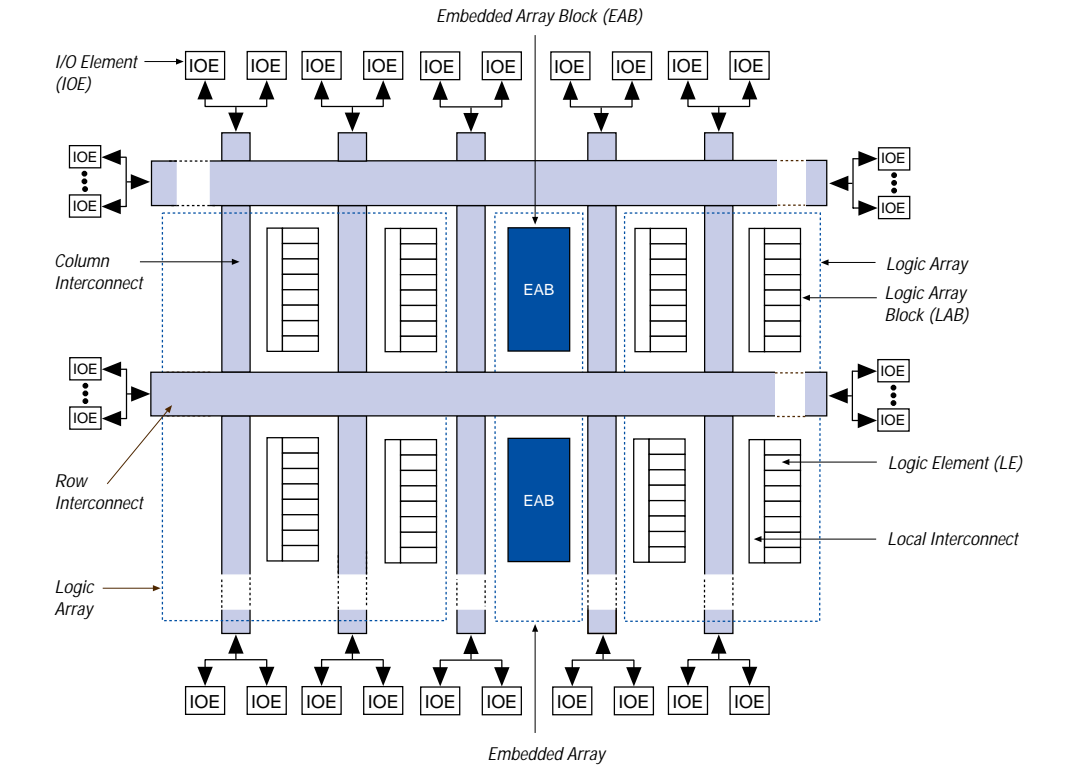 Embedded Array Block (EAB)
I/O Element
(IOE)
IOE IOE IOE IOE IOE IOE IOE IOE IOE IOE
IOE IOE
IOE IOE
Column
Interconnect
EAB
Logic Array
Logic Array
Block (LAB)
IOE IOE
IOE IOE
Logic Element (LE)
Row
Interconnect
EAB
Local Interconnect
Logic
Array
IOE IOE IOE IOE IOE IOE IOE IOE IOE IOE
Embedded Array